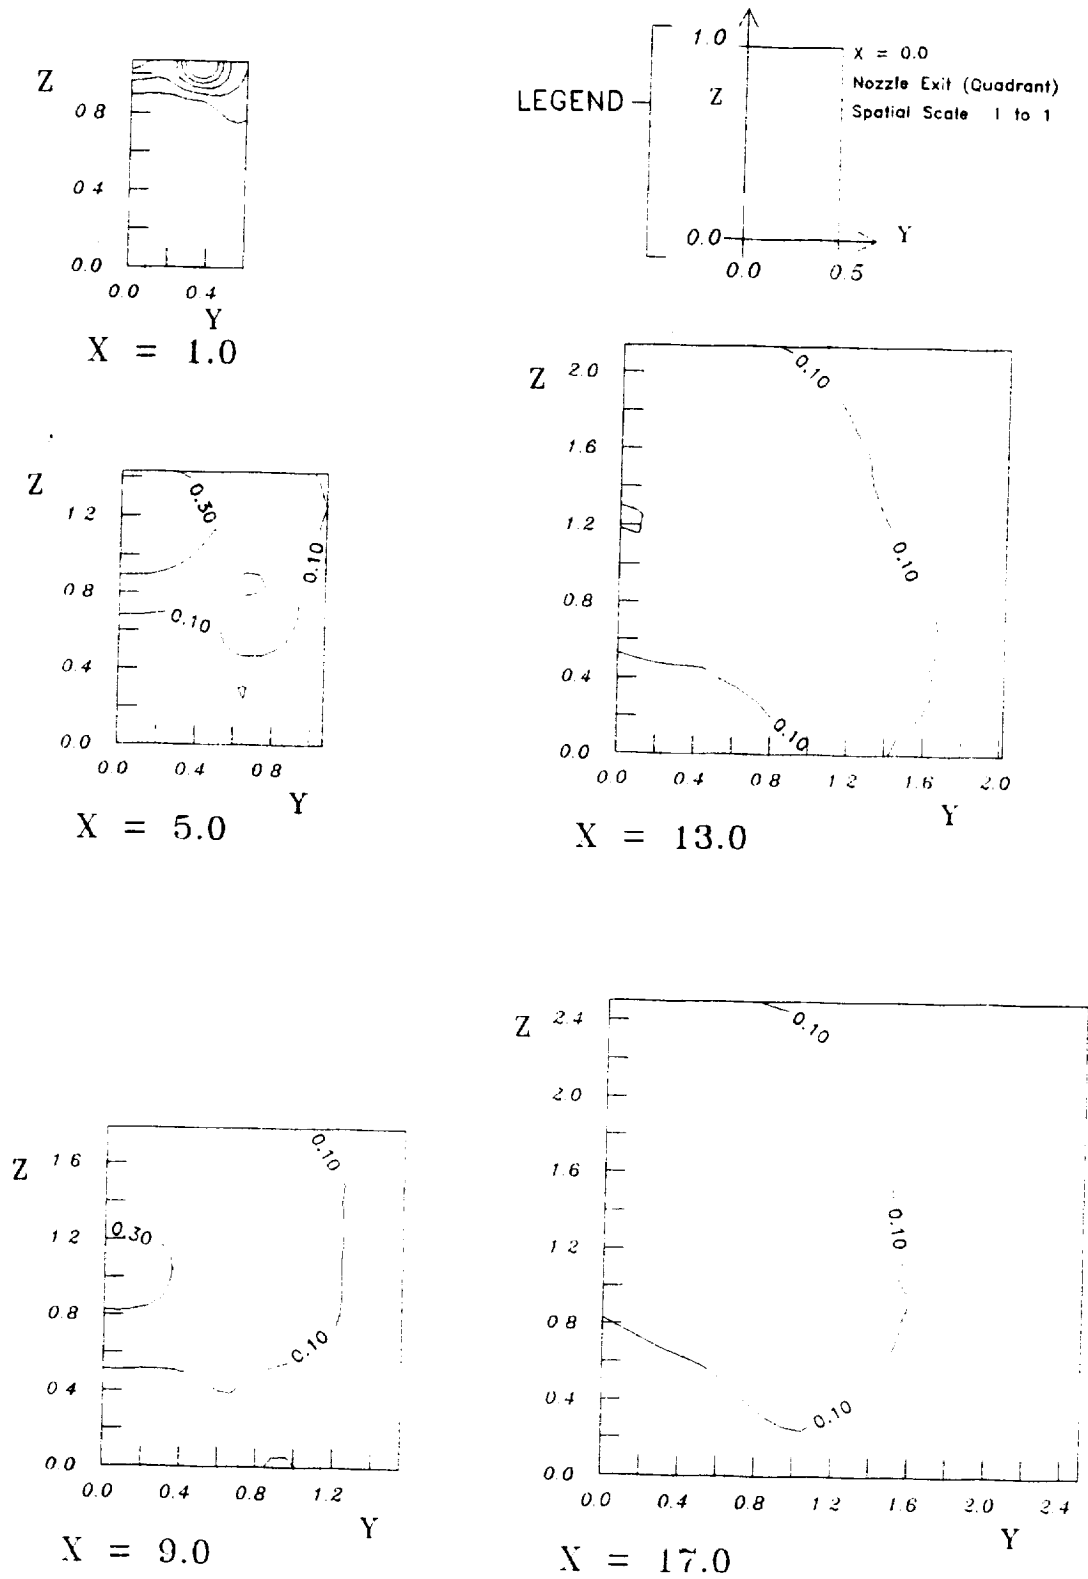 Z
0.8
0.4
0.0
0.0 0.4
Y
X = 1.0
LEGEND
1.0
Z
0.0
0.0 0.5
Y
X = 0.0
Nozzle Exit (Quadrant)
Spatial Scale 1 to 1
Z
1.2
0.8
0.4
0.0
0.30
0.10
0.10
0.0 0.4 0.8
Y
X = 5.0
Z
2.0
1.6
1.2
0.8
0.4
0.0
0.10
0.10
0.10
0.0 0.4 0.8 1.2 1.6 2.0
Y
X = 13.0
Z
1.6
1.2
0.8
0.4
0.0
0.10
0.30
0.10
0.0 0.4 0.8 1.2
Y
X = 9.0
Z
2.4
2.0
1.6
1.2
0.8
0.4
0.0
0.10
0.10
0.10
0.0 0.4 0.8 1.2 1.6 2.0 2.4
Y
X = 17.0